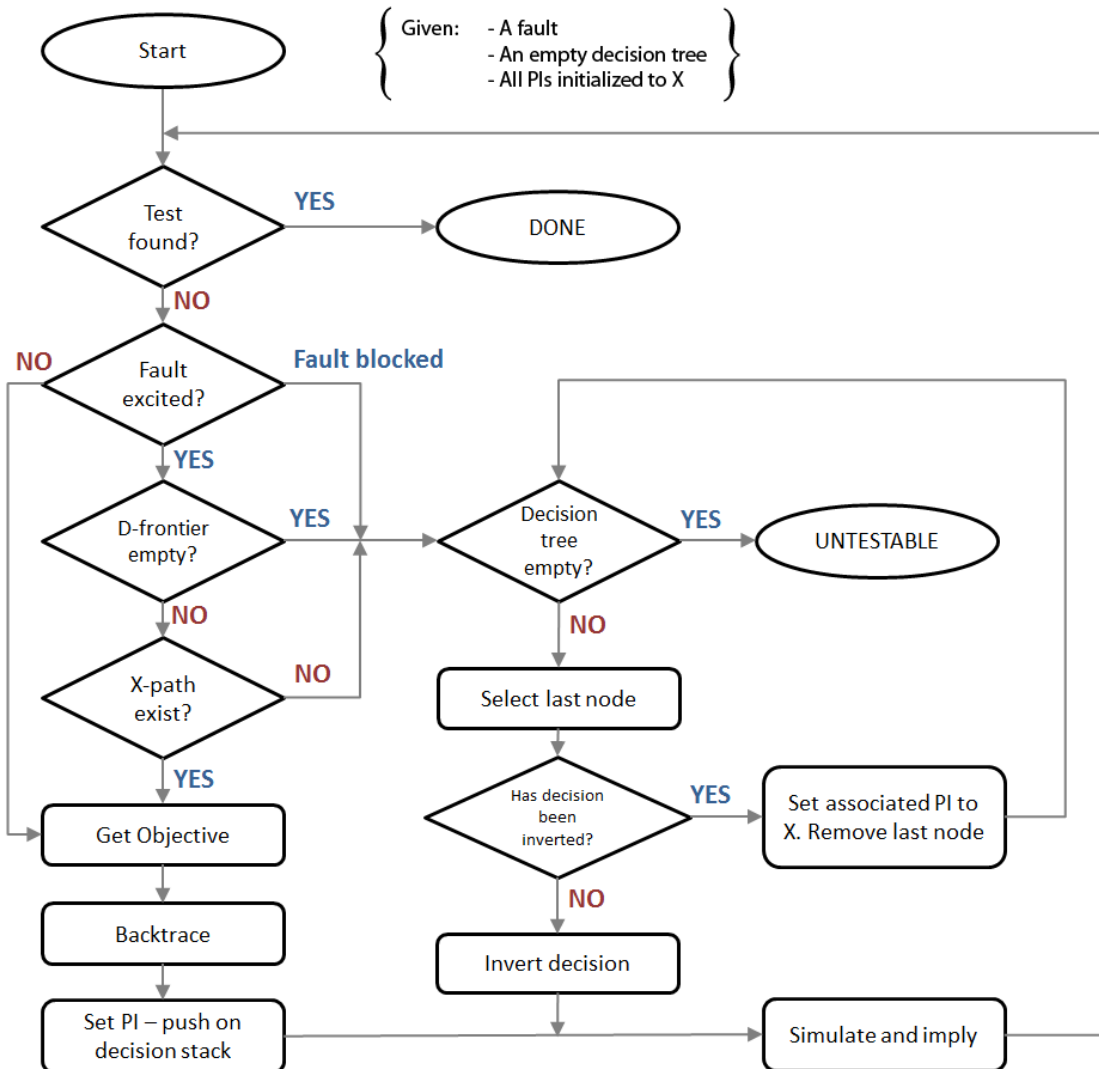 Start
Given: - A fault
- An empty decision tree
- All PIs initialized to X
Test
found?
YES
DONE
NO
Fault
excited?
NO
Fault blocked
YES
D-frontier
empty?
YES
Decision
tree
empty?
YES
UNTESTABLE
NO
NO
X-path
exist?
NO
Select last node
YES
Has decision
been
inverted?
YES
Set associated PI to
X. Remove last node
Get Objective
NO
Backtrace
Invert decision
Set PI – push on
decision stack
Simulate and imply